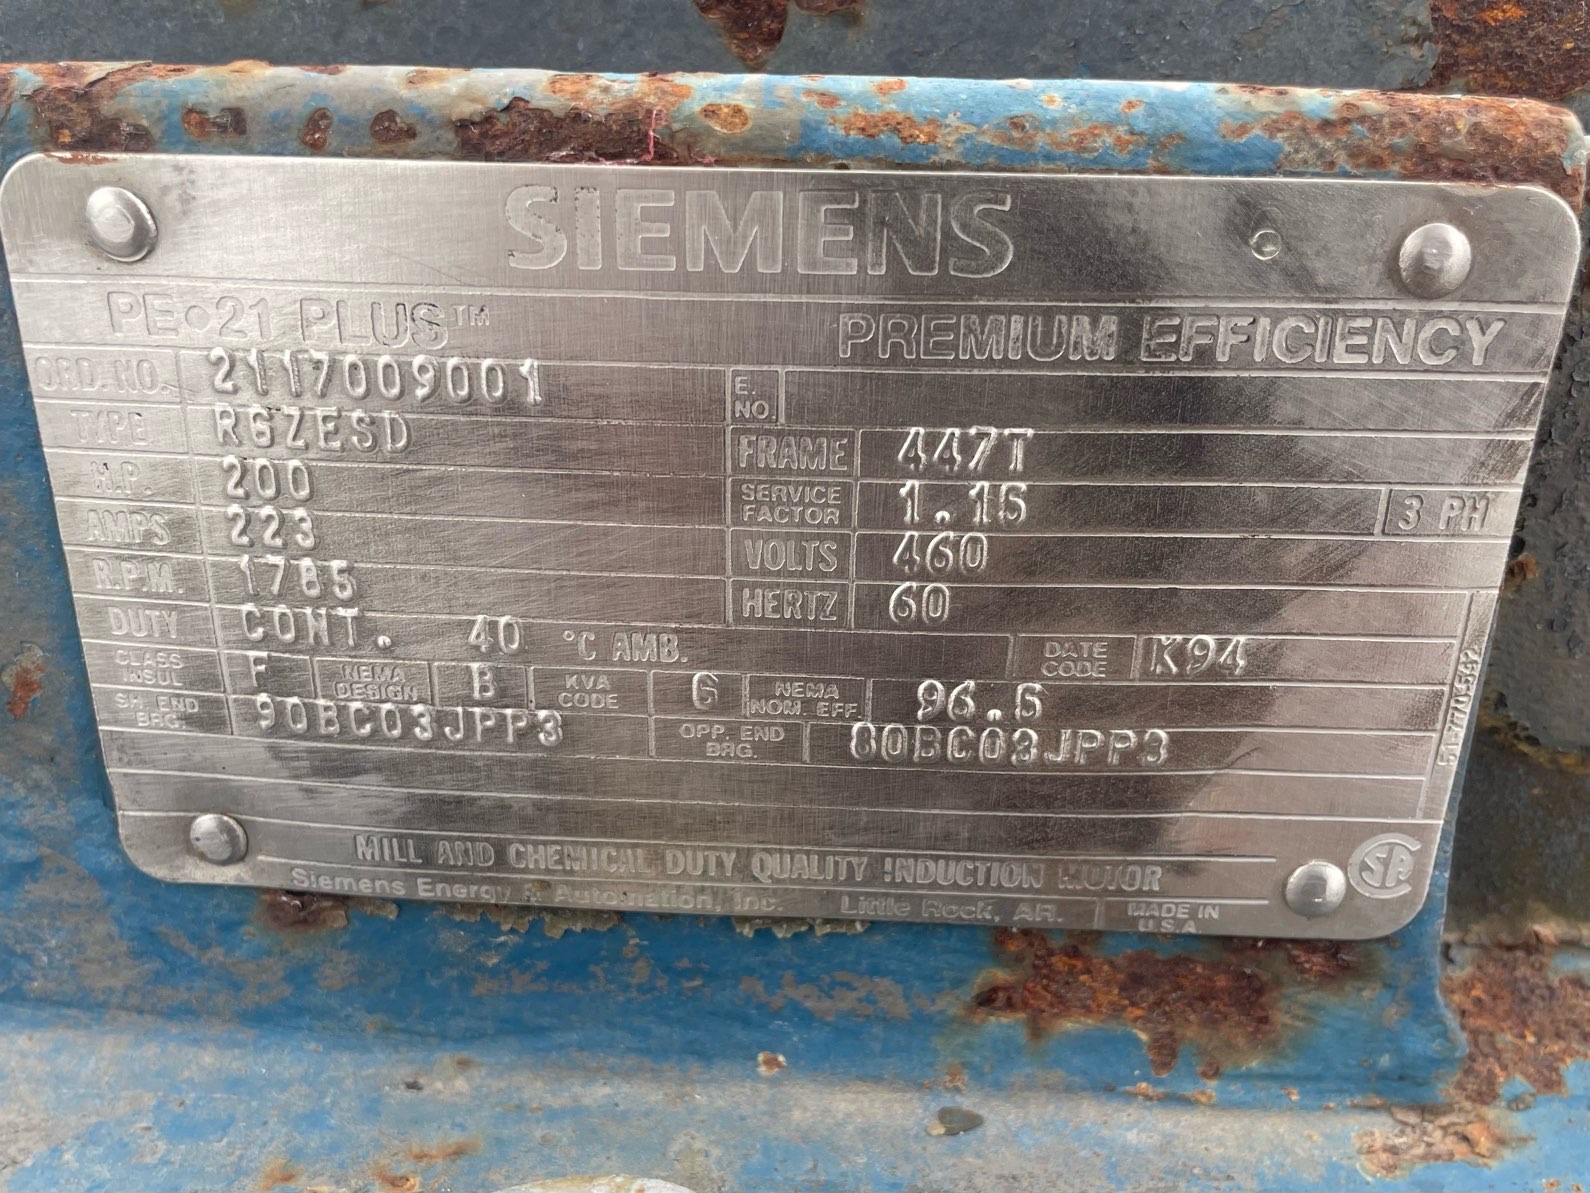 SIEMENS
PE•21 PLUS™ PREMIUM EFFICIENCY
ORD. NO. 2117009001 E. NO.
TYPE RGZESD FRAME 447T
H.P. 200 SERVICE FACTOR 1.15 3 PH
AMPS 223 VOLTS 460
R.P.M. 1785 HERTZ 60
DUTY CONT. 40 °C AMB. DATE CODE K94
CLASS INSUL F NEMA DESIGN B KVA CODE G NEMA NOM. EFF. 96.5
SH. END BRG. 90BC03JPP3 OPP. END BRG. 80BC03JPP3
MILL AND CHEMICAL DUTY QUALITY INDUCTION MOTOR
Siemens Energy & Automation, Inc. Little Rock, AR. MADE IN U.S.A.
SA